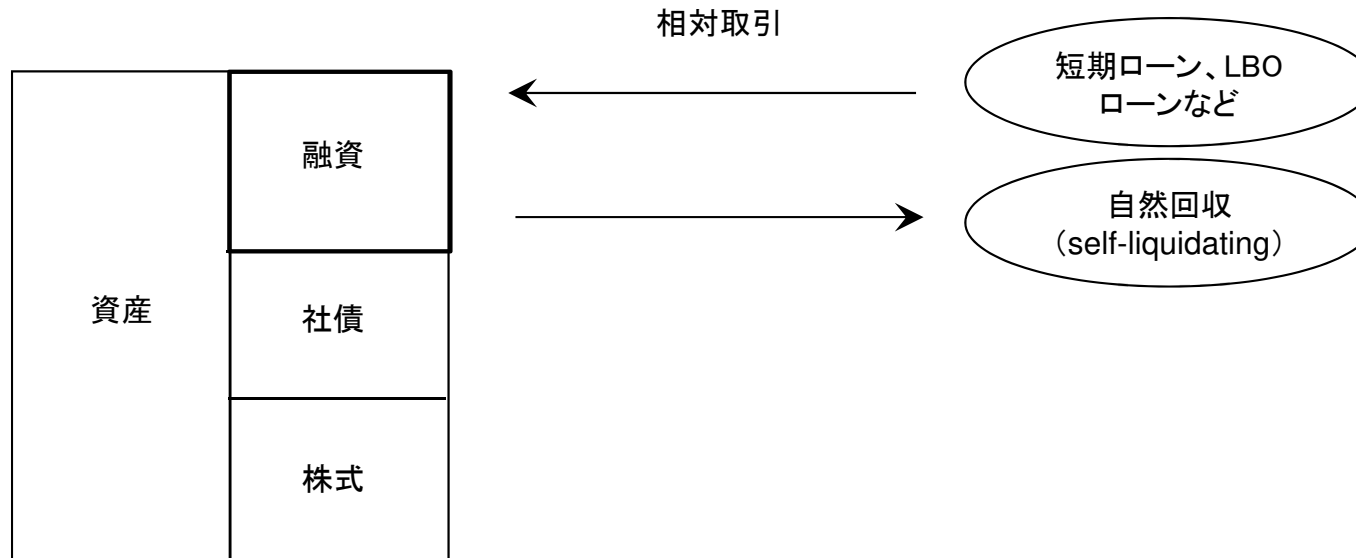 相対取引
短期ローン、LBO
ローンなど
融資
自然回収
（self-liquidating）
資産
社債
株式